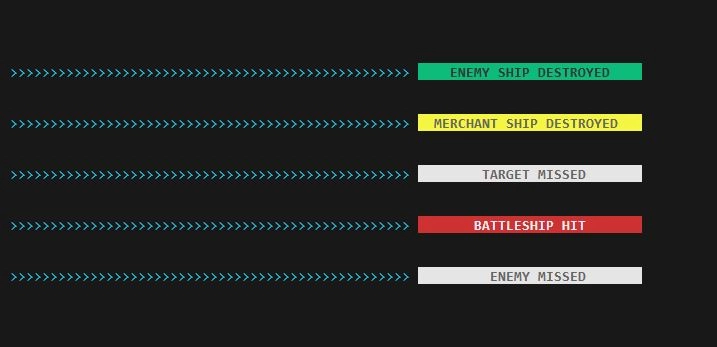 >>>>>>>>>>>>>>>>>>>>>>>>>>>>>>>>>>>>>>>>>>>>>>>>>> ENEMY SHIP DESTROYED
>>>>>>>>>>>>>>>>>>>>>>>>>>>>>>>>>>>>>>>>>>>>>>>>>> MERCHANT SHIP DESTROYED
>>>>>>>>>>>>>>>>>>>>>>>>>>>>>>>>>>>>>>>>>>>>>>>>>> TARGET MISSED
>>>>>>>>>>>>>>>>>>>>>>>>>>>>>>>>>>>>>>>>>>>>>>>>>> BATTLESHIP HIT
>>>>>>>>>>>>>>>>>>>>>>>>>>>>>>>>>>>>>>>>>>>>>>>>>> ENEMY MISSED